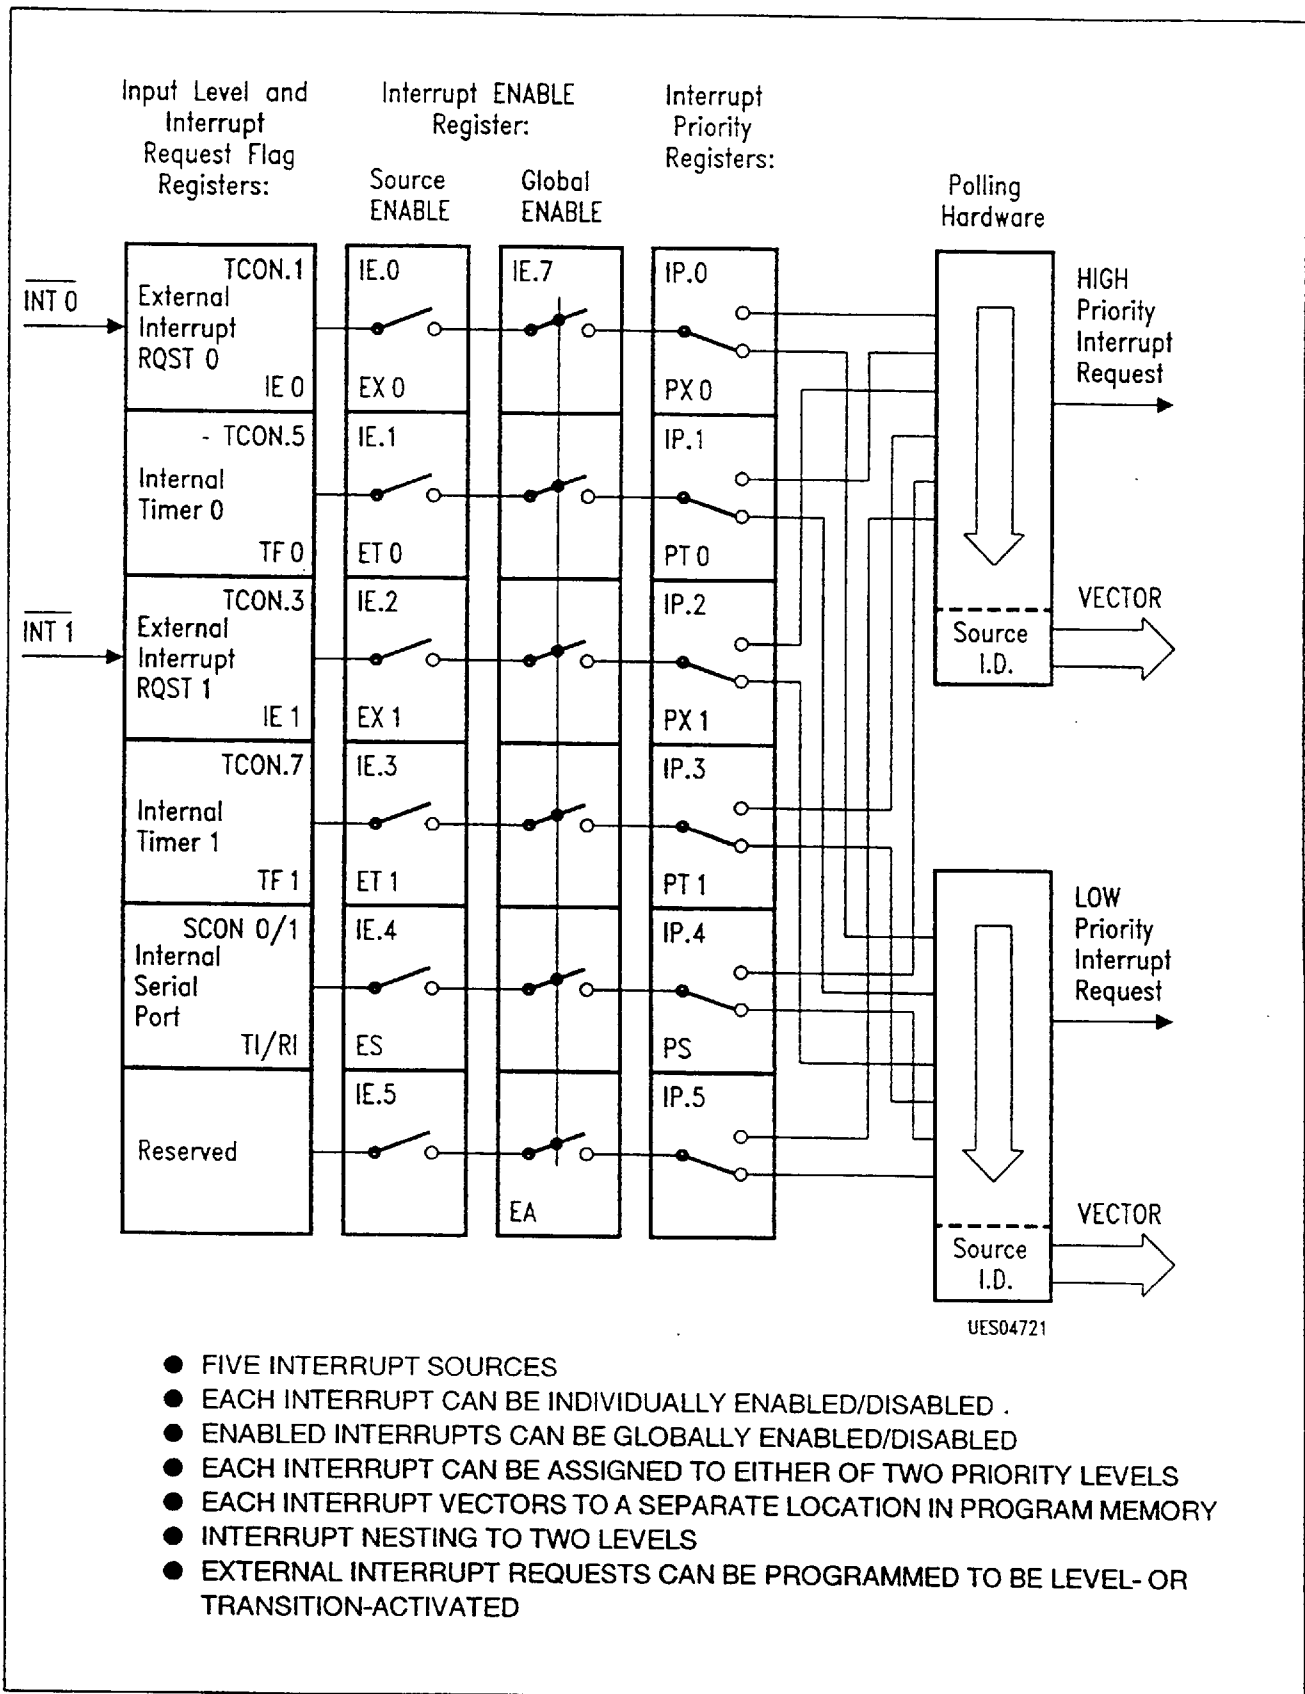 Input Level and
Interrupt
Request Flag
Registers:
Interrupt ENABLE
Register:
Source
ENABLE
Global
ENABLE
Interrupt
Priority
Registers:
Polling
Hardware
INT 0
TCON.1
External
Interrupt
RQST 0
IE 0
IE.0
EX 0
IE.7
IP.0
PX 0
HIGH
Priority
Interrupt
Request
- TCON.5
Internal
Timer 0
TF 0
IE.1
ET 0
IP.1
PT 0
INT 1
TCON.3
External
Interrupt
RQST 1
IE 1
IE.2
EX 1
IP.2
PX 1
Source
I.D.
VECTOR
TCON.7
Internal
Timer 1
TF 1
IE.3
ET 1
IP.3
PT 1
SCON 0/1
Internal
Serial
Port
TI/RI
IE.4
ES
IP.4
PS
LOW
Priority
Interrupt
Request
Reserved
IE.5
EA
IP.5
Source
I.D.
VECTOR
UES04721
● FIVE INTERRUPT SOURCES
● EACH INTERRUPT CAN BE INDIVIDUALLY ENABLED/DISABLED .
● ENABLED INTERRUPTS CAN BE GLOBALLY ENABLED/DISABLED
● EACH INTERRUPT CAN BE ASSIGNED TO EITHER OF TWO PRIORITY LEVELS
● EACH INTERRUPT VECTORS TO A SEPARATE LOCATION IN PROGRAM MEMORY
● INTERRUPT NESTING TO TWO LEVELS
● EXTERNAL INTERRUPT REQUESTS CAN BE PROGRAMMED TO BE LEVEL- OR
TRANSITION-ACTIVATED